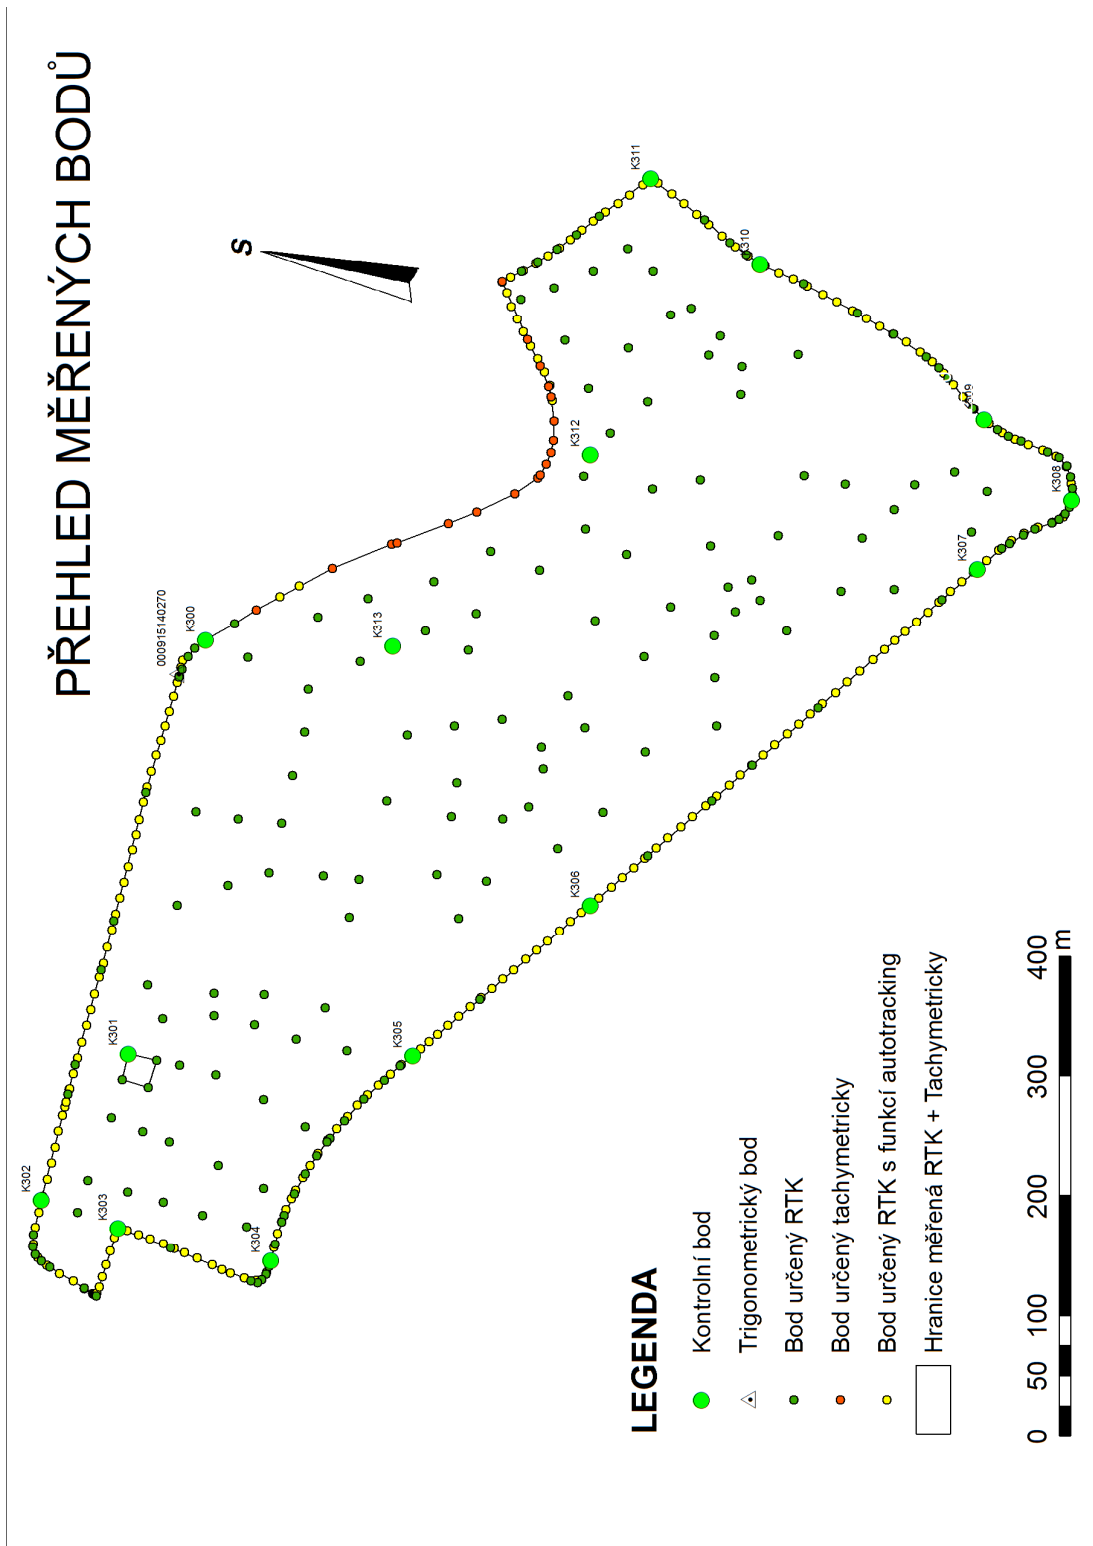 PŘEHLED MĚŘENÝCH BODŮ
S
K311
K310
K312
K309
K308
K307
000915140270
K300
K313
K306
K305
K301
K302
K303
K304
LEGENDA
Kontrolní bod
Trigonometrický bod
Bod určený RTK
Bod určený tachymetricky
Bod určený RTK s funkcí autotracking
Hranice měřená RTK + Tachymetricky
0 50 100 200 300 400 m